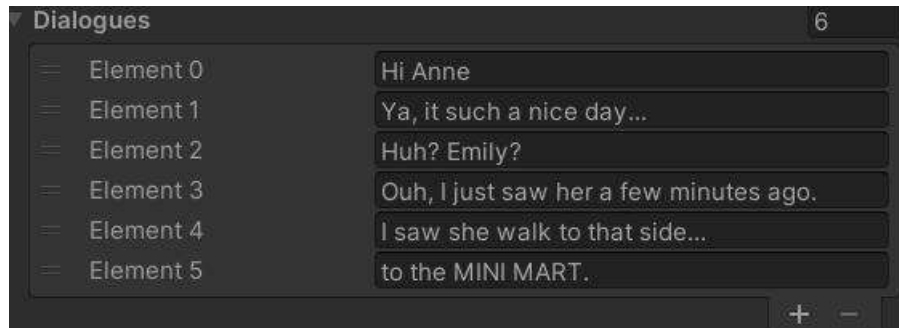 Dialogues 6
Element 0 Hi Anne
Element 1 Ya, it such a nice day...
Element 2 Huh? Emily?
Element 3 Ouh, I just saw her a few minutes ago.
Element 4 I saw she walk to that side...
Element 5 to the MINI MART.
+ −